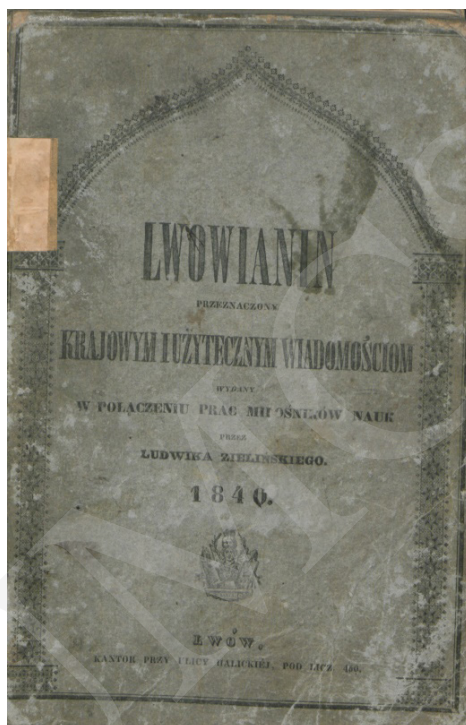 LWOWIANIN
PRZEZNACZONY
KRAJOWYM I UŻYTECZNYM WIADOMOŚCIOM
WYDANY
W POŁĄCZENIU PRAC MIŁOŚNIKÓW NAUK
PRZEZ
LUDWIKA ZIELIŃSKIEGO.
1840.
LWÓW,
KANTOR PRZY ULICY HALICKIÉJ, POD LICZ.